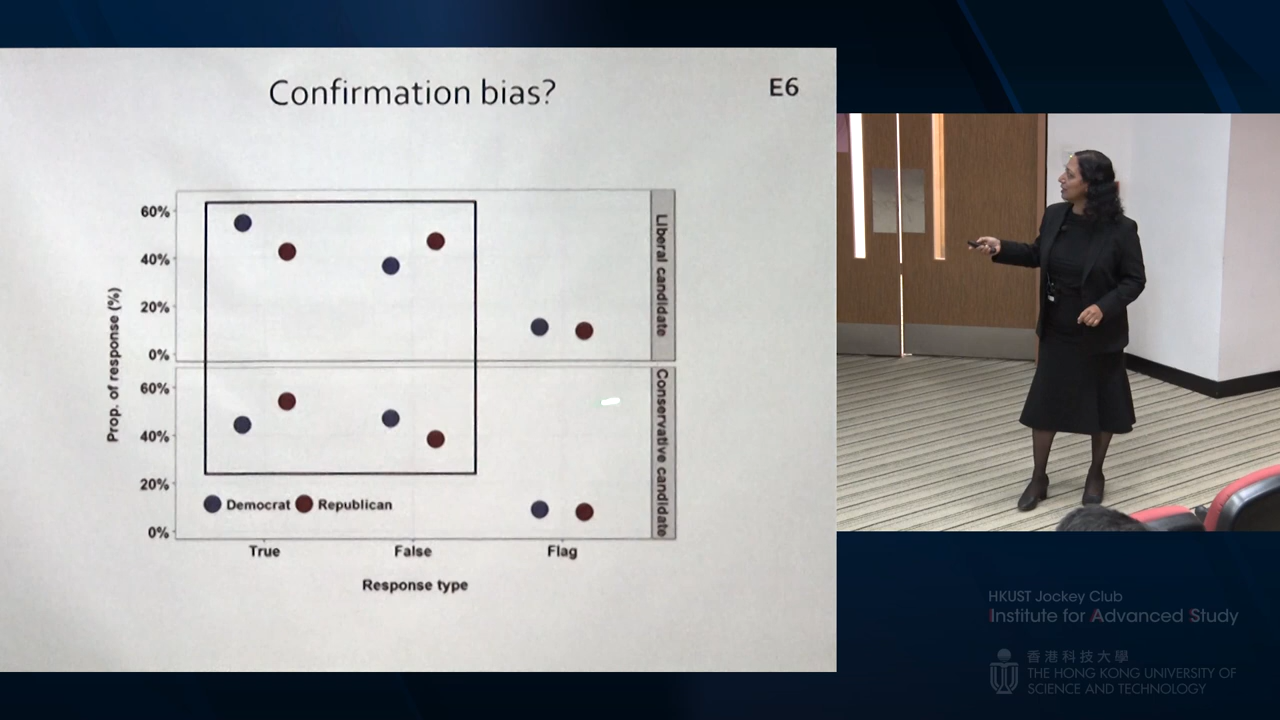 Confirmation bias?
E6
60%
40%
20%
0%
Liberal candidate
60%
40%
20%
0%
Conservative candidate
Prop. of response (%)
Democrat
Republican
True
False
Flag
Response type
HKUST Jockey Club
Institute for Advanced Study
香港科技大學
THE HONG KONG UNIVERSITY OF
SCIENCE AND TECHNOLOGY